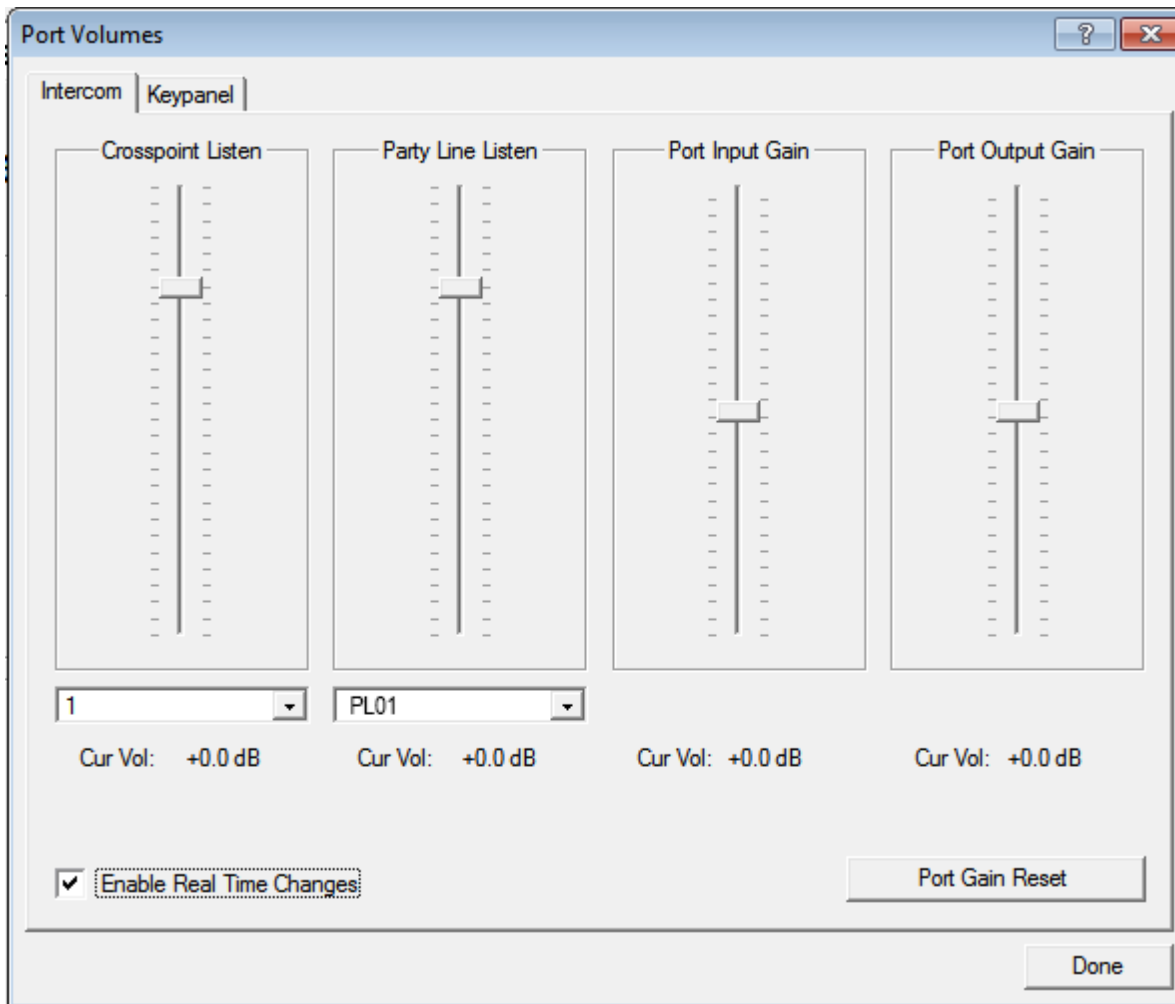 Port Volumes
Intercom
Keypanel
Crosspoint Listen
Party Line Listen
Port Input Gain
Port Output Gain
1
PL01
Cur Vol: +0.0 dB
Cur Vol: +0.0 dB
Cur Vol: +0.0 dB
Cur Vol: +0.0 dB
Enable Real Time Changes
Port Gain Reset
Done